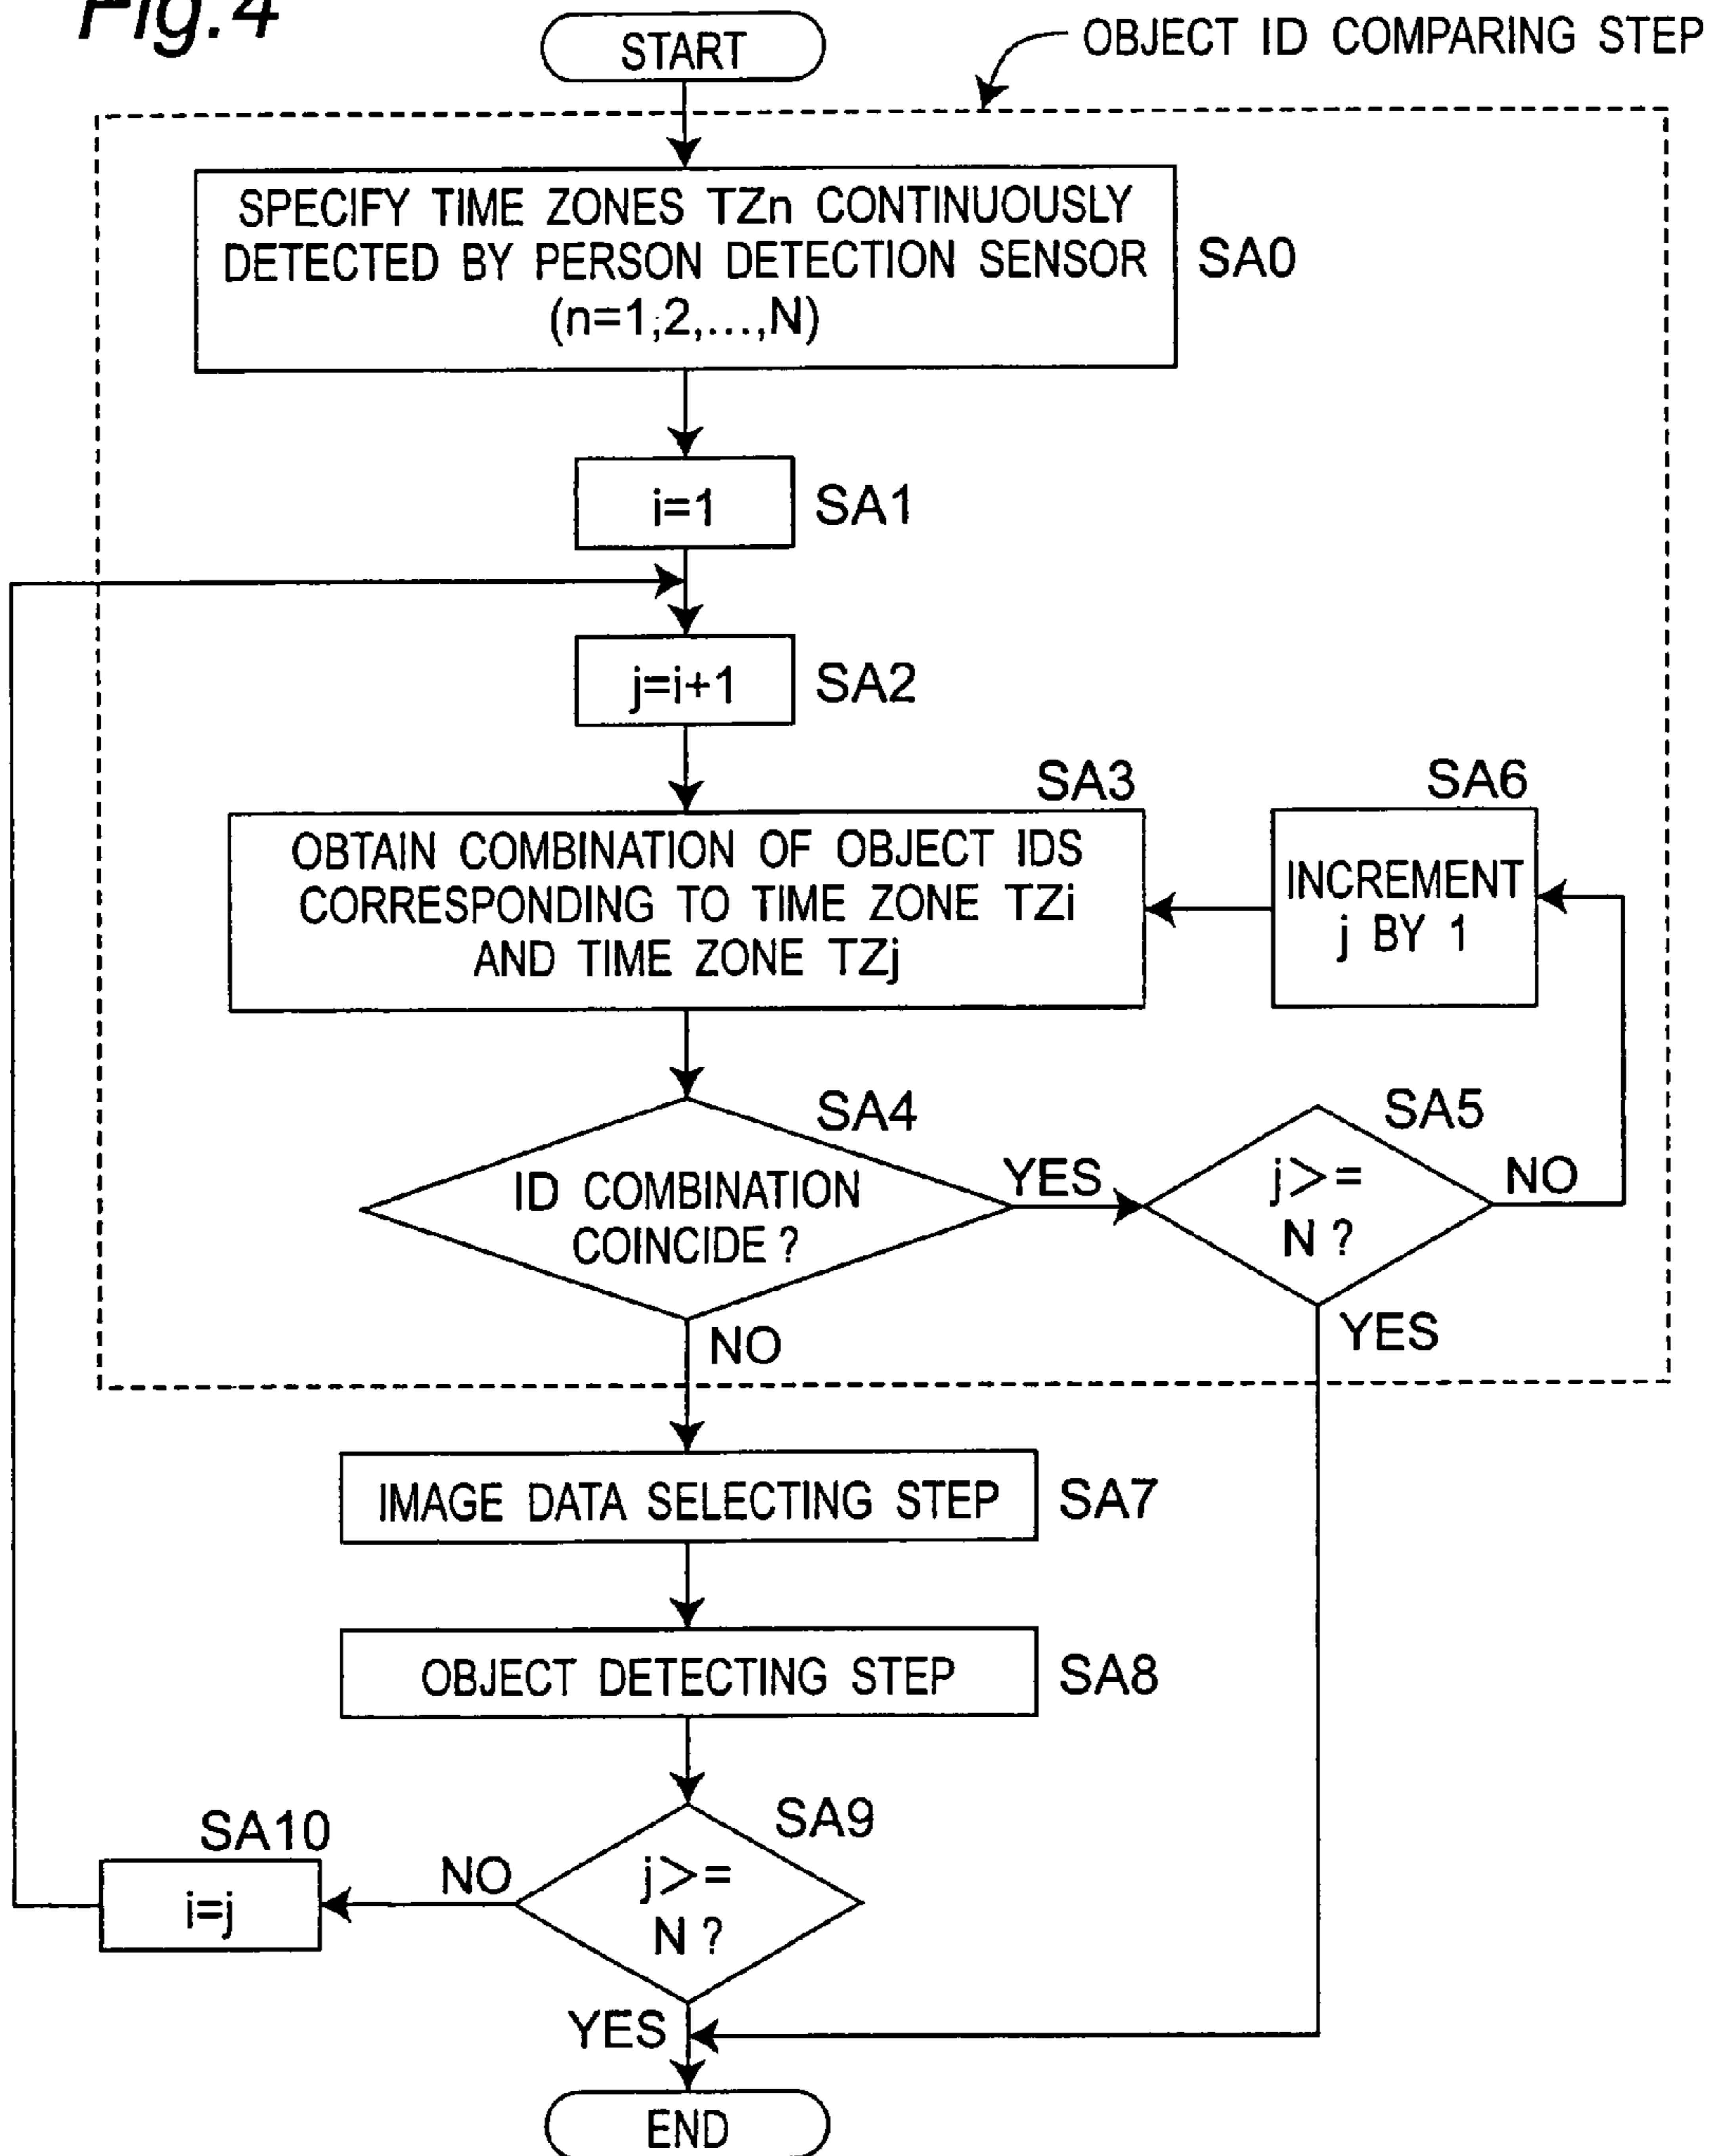 Fig.4
START
OBJECT ID COMPARING STEP
SPECIFY TIME ZONES TZn CONTINUOUSLY
DETECTED BY PERSON DETECTION SENSOR
(n=1,2,...,N)
SA0
i=1
SA1
j=i+1
SA2
SA3
OBTAIN COMBINATION OF OBJECT IDS
CORRESPONDING TO TIME ZONE TZi
AND TIME ZONE TZj
SA6
INCREMENT
j BY 1
SA4
ID COMBINATION
COINCIDE ?
YES
SA5
j>=
N ?
NO
YES
NO
IMAGE DATA SELECTING STEP
SA7
OBJECT DETECTING STEP
SA8
SA9
j>=
N ?
NO
SA10
i=j
YES
END